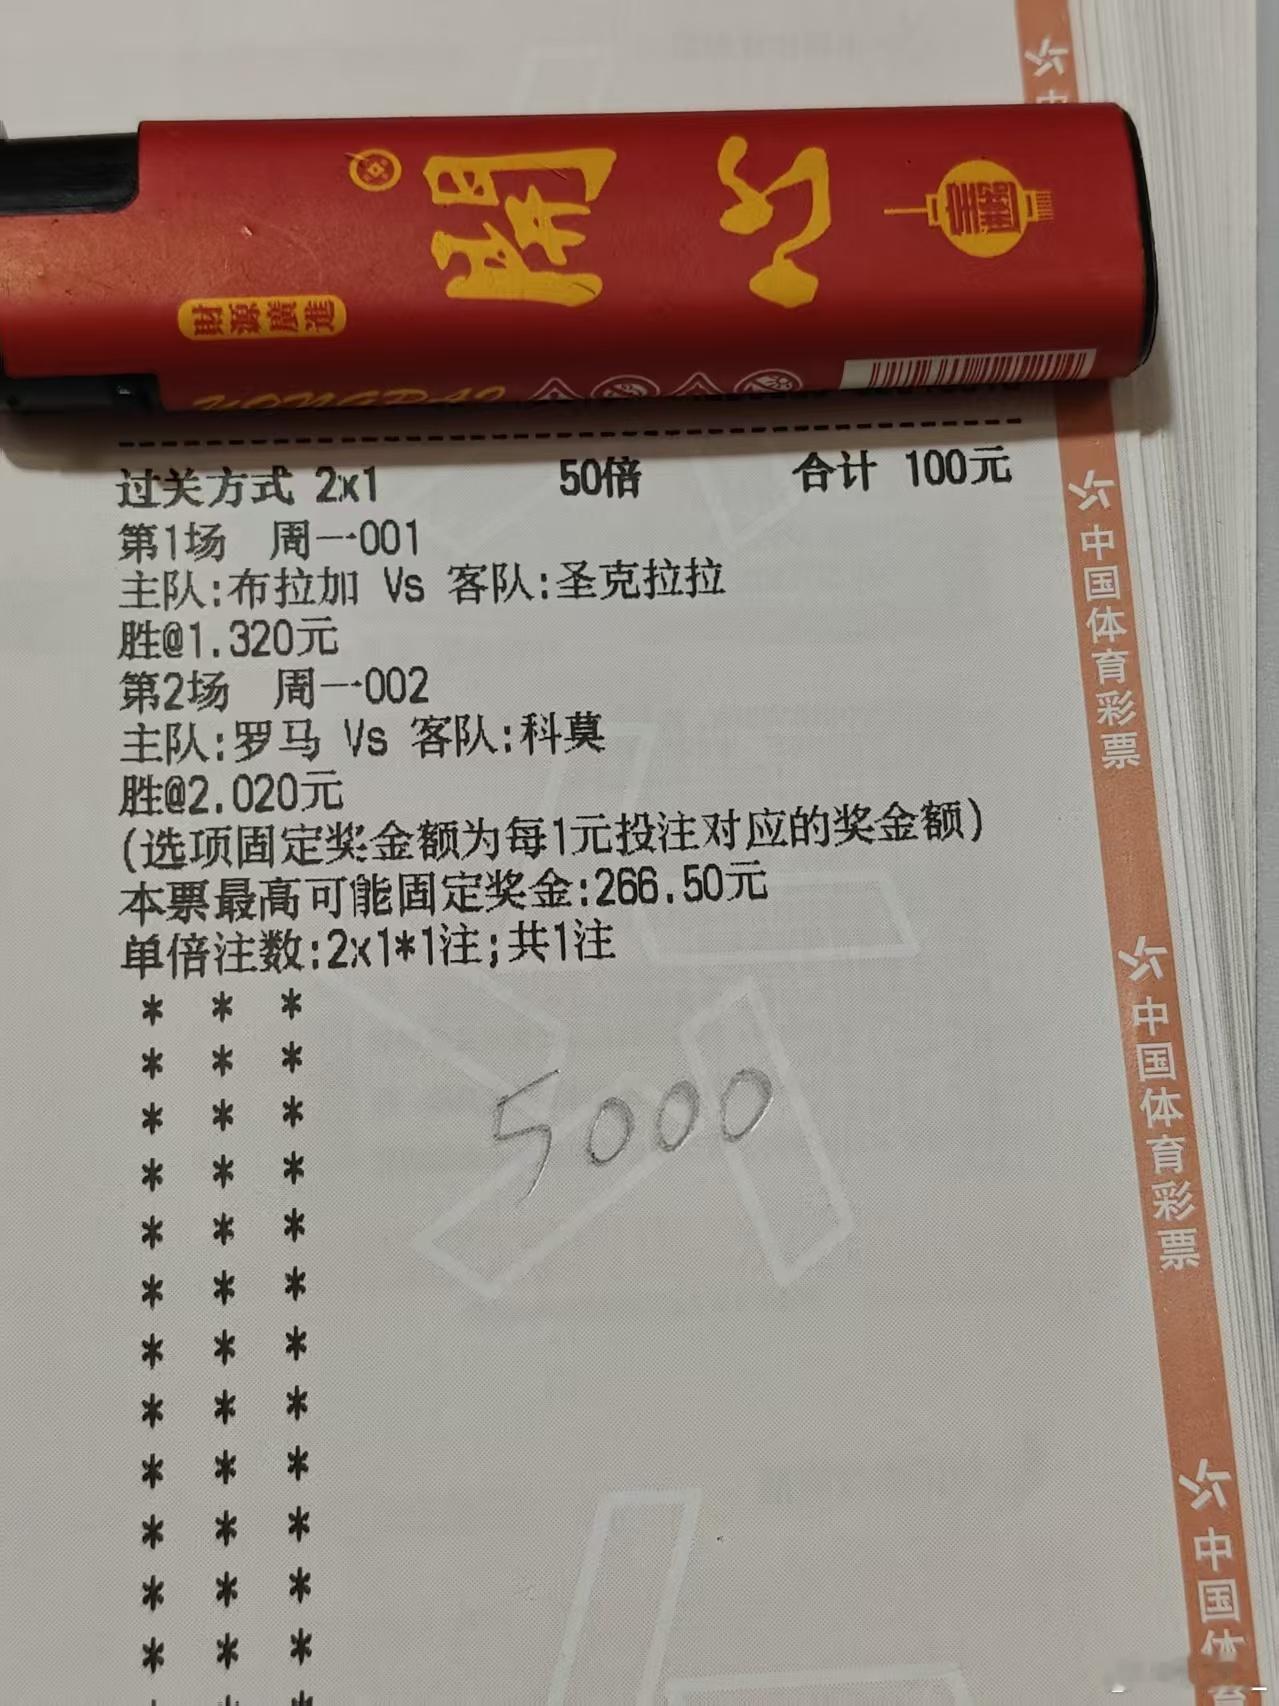 開心
財源廣進
YONGBAO
过关方式 2x1 50倍 合计 100元
第1场 周一001
主队:布拉加 Vs 客队:圣克拉拉
胜@1.320元
第2场 周一002
主队:罗马 Vs 客队:科莫
胜@2.020元
(选项固定奖金额为每1元投注对应的奖金额)
本票最高可能固定奖金:266.50元
单倍注数:2x1*1注;共1注
* * *
* * *
* * *
* * *
* * *
* * *
* * *
* * *
* * *
* * *
* * *
* * *
* * *
5000
中
中国体育彩票
中国体育彩票
中国体育